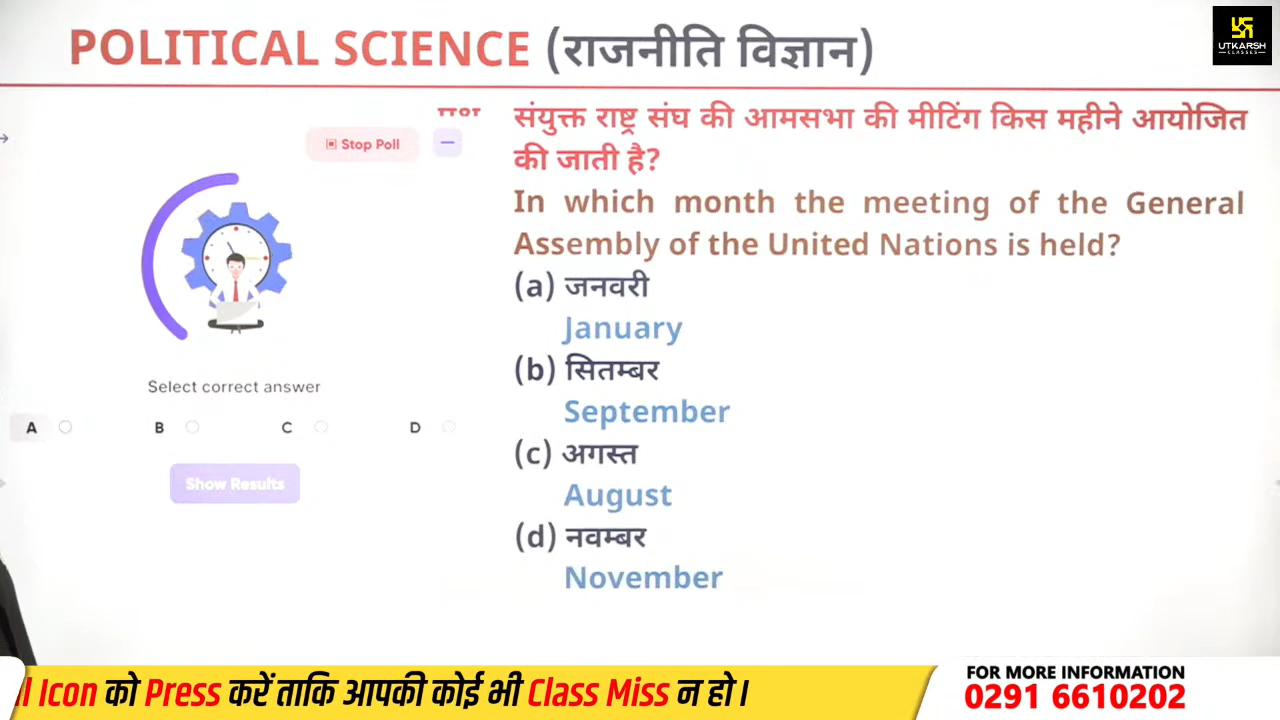 POLITICAL SCIENCE (राजनीति विज्ञान)
UTKARSH
CLASSES
Stop Poll
संयुक्त राष्ट्र संघ की आमसभा की मीटिंग किस महीने आयोजित
की जाती है?
In which month the meeting of the General
Assembly of the United Nations is held?
(a) जनवरी
January
(b) सितम्बर
September
(c) अगस्त
August
(d) नवम्बर
November
Select correct answer
A B C D
Show Results
Icon को Press करें ताकि आपकी कोई भी Class Miss न हो।
FOR MORE INFORMATION
0291 6610202